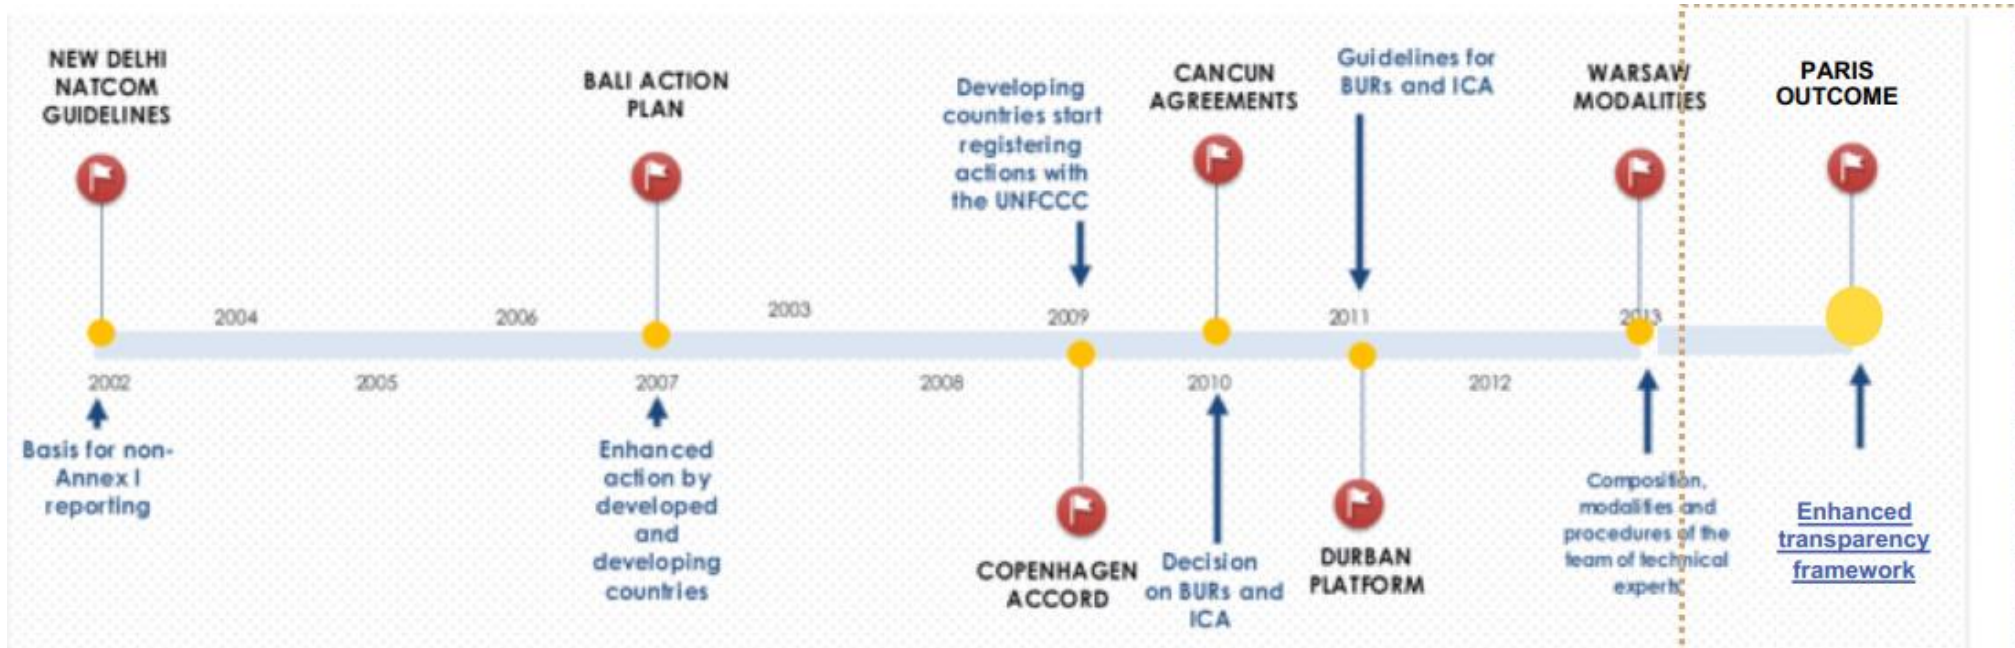 NEW DELHI
NATCOM
GUIDELINES
BALI ACTION
PLAN
Developing
countries start
registering
actions with
the UNFCCC
CANCUN
AGREEMENTS
Guidelines for
BURs and ICA
WARSAW
MODALITIES
PARIS
OUTCOME
2004
2006
2003
2009
2011
2013
2002
2005
2007
2008
2010
2012
Basis for non-
Annex I
reporting
Enhanced
action by
developed
and
developing
countries
COPENHAGEN
ACCORD
Decision
on BURs and
ICA
DURBAN
PLATFORM
Composition,
modalities and
procedures of the
team of technical
experts
Enhanced
transparency
framework